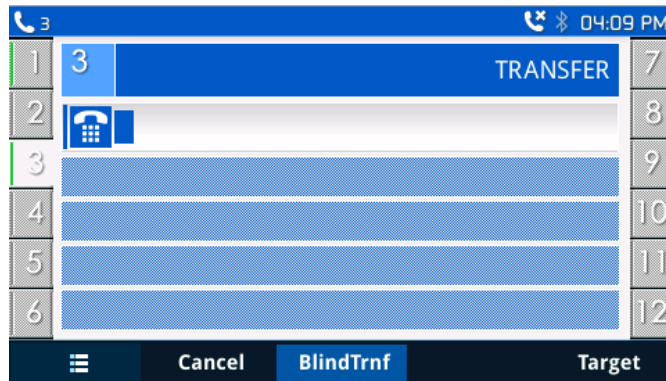 3 04:09 PM
1 3 TRANSFER 7
2 8
3 9
4 10
5 11
6 12
Cancel BlindTrnf Target